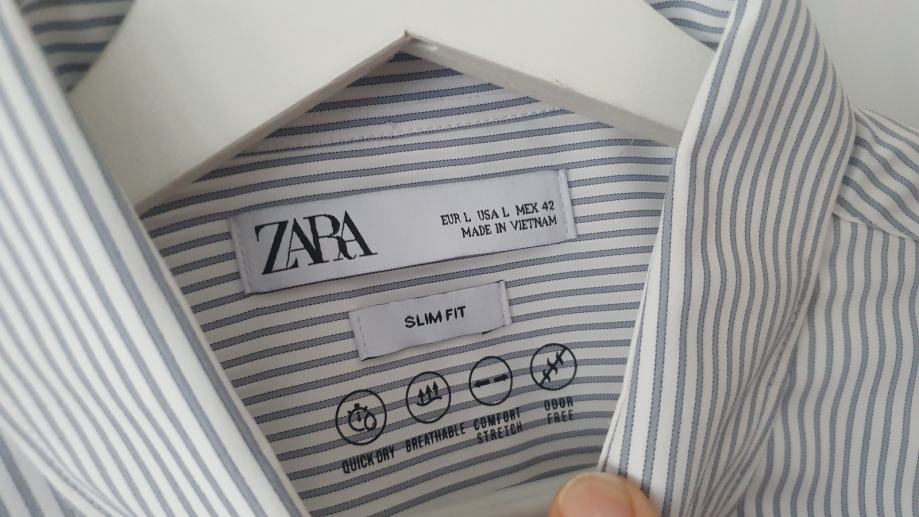 ZARA
EUR L USA L MEX 42
MADE IN VIETNAM
SLIM FIT
QUICK DRY
BREATHABLE
COMFORT
STRETCH
ODOR
FREE